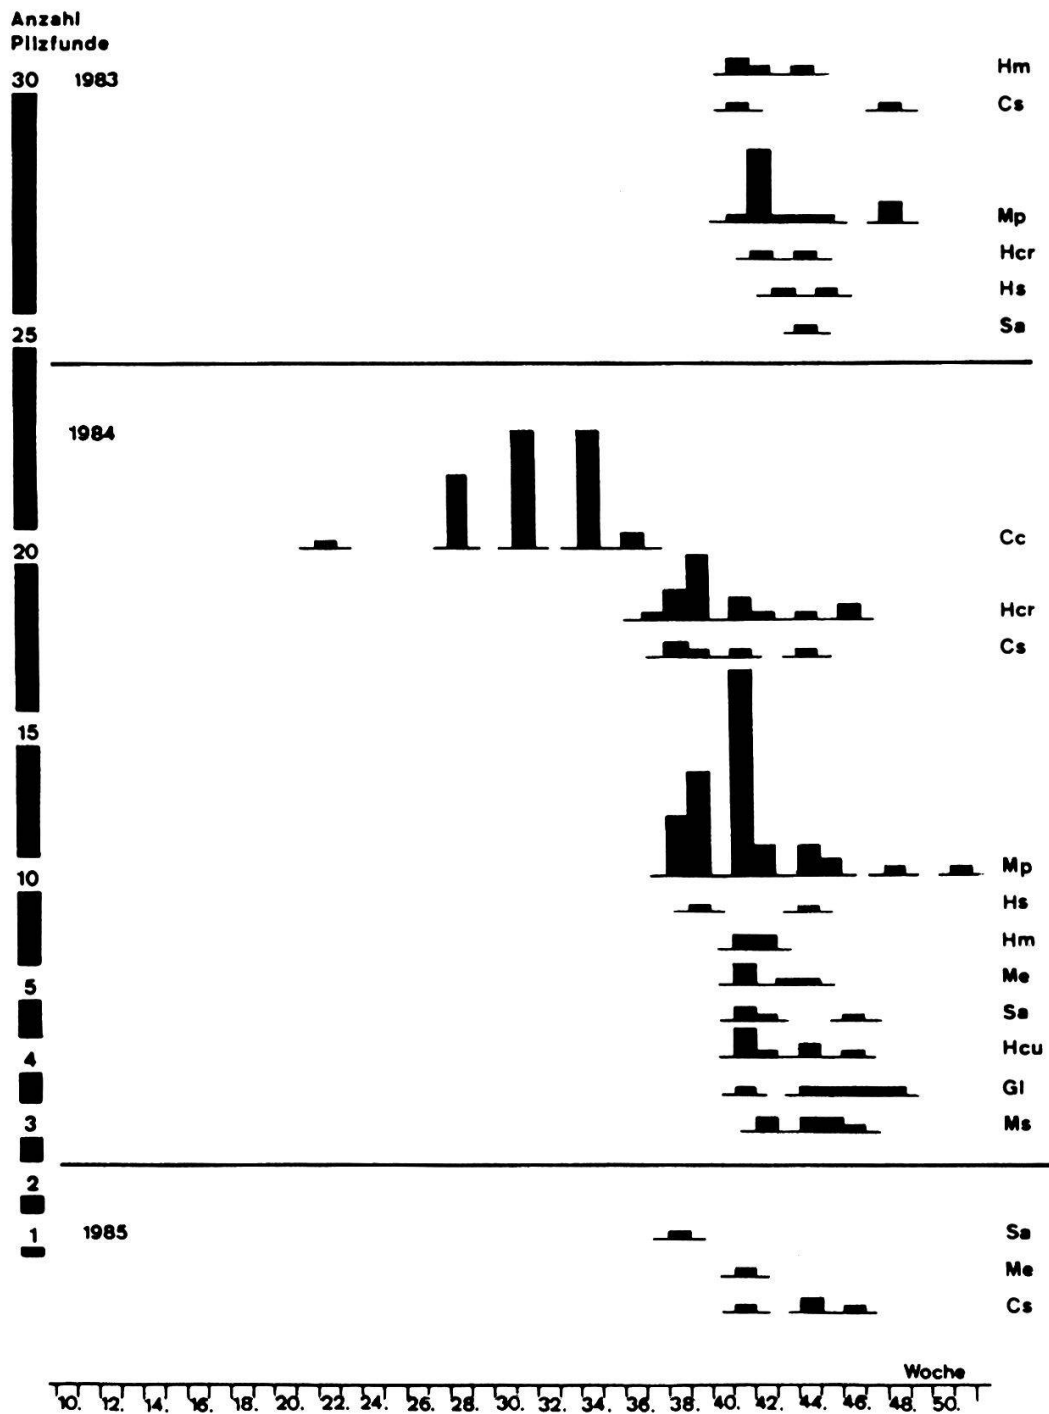 Anzahl
Pilzfunde
30 1983
Hm
Cs
Mp
Hcr
Hs
25
Sa
1984
20
Cc
Hcr
Cs
15
10
Mp
Hs
Hm
5
Me
Sa
4
Hcu
Gl
3
Ms
2
1 1985
Sa
Me
Cs
Woche
10. 12. 14. 16. 18. 20. 22. 24. 26. 28. 30. 32. 34. 36. 38. 40. 42. 44. 46. 48. 50.